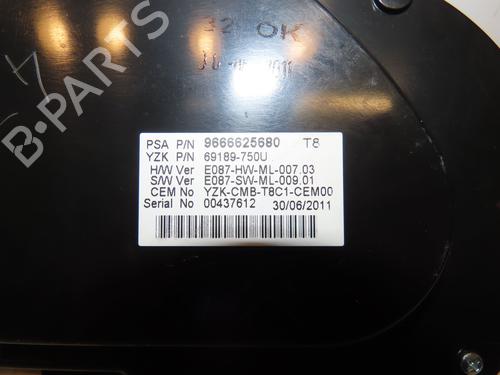 32 OK
2011
PSA P/N 9666625680 T8
YZK P/N 69189-750U
H/W Ver E087-HW-ML-007.03
S/W Ver E087-SW-ML-009.01
CEM No YZK-CMB-T8C1-CEM00
Serial No 00437612 30/06/2011
B-PARTS